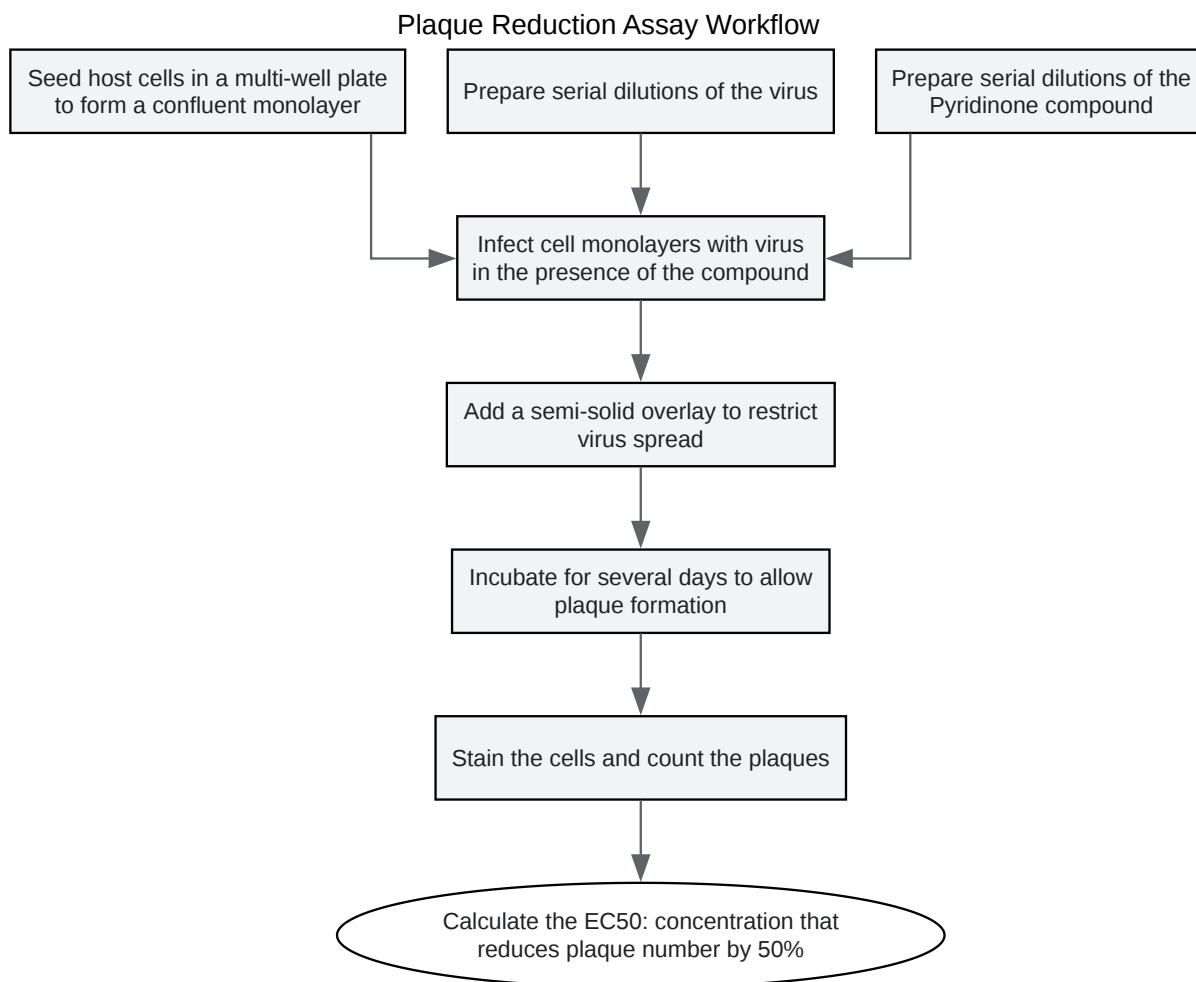 Plaque Reduction Assay Workflow
Seed host cells in a multi-well plate
to form a confluent monolayer
Prepare serial dilutions of the virus
Prepare serial dilutions of the
Pyridinone compound
Infect cell monolayers with virus
in the presence of the compound
Add a semi-solid overlay to restrict
virus spread
Incubate for several days to allow
plaque formation
Stain the cells and count the plaques
Calculate the EC50: concentration that
reduces plaque number by 50%